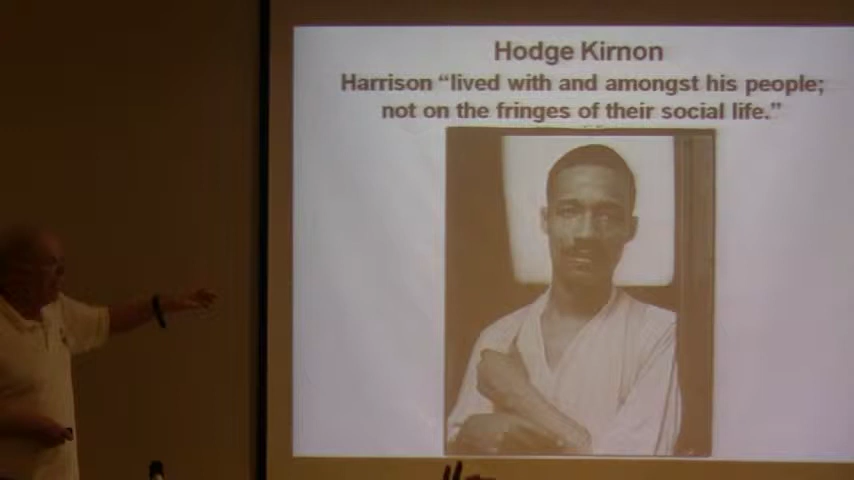 Hodge Kirnon
Harrison “lived with and amongst his people;
not on the fringes of their social life.”